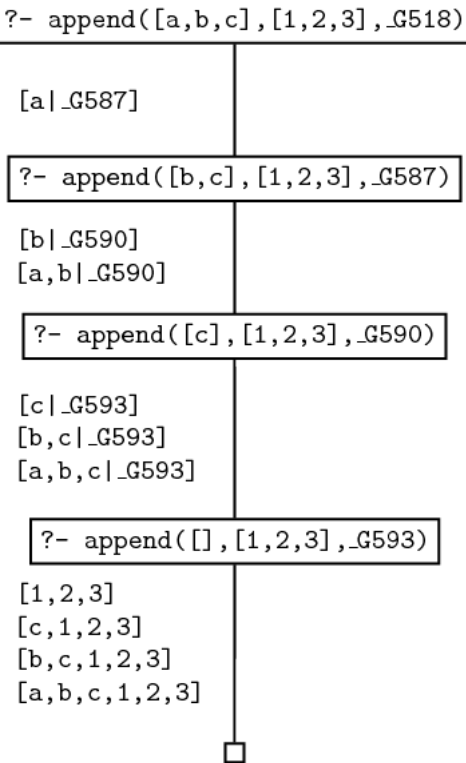 ?- append([a,b,c],[1,2,3],_G518)
[a|_G587]
?- append([b,c],[1,2,3],_G587)
[b|_G590]
[a,b|_G590]
?- append([c],[1,2,3],_G590)
[c|_G593]
[b,c|_G593]
[a,b,c|_G593]
?- append([],[1,2,3],_G593)
[1,2,3]
[c,1,2,3]
[b,c,1,2,3]
[a,b,c,1,2,3]